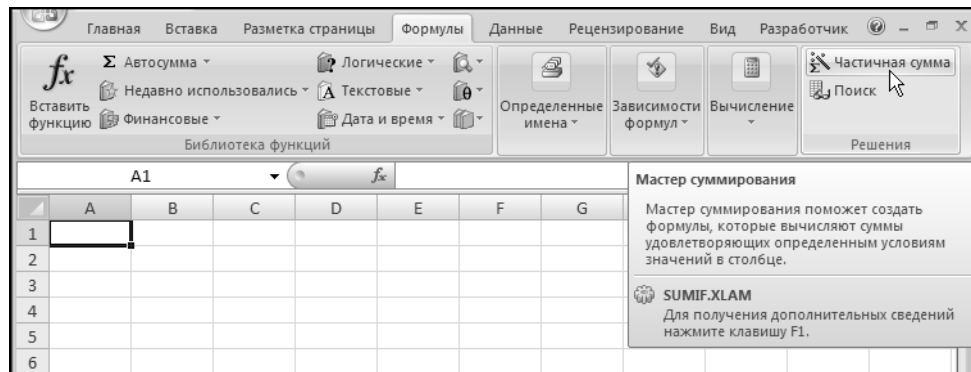 Главная Вставка Разметка страницы Формулы Данные Рецензирование Вид Разработчик
fx Вставить функцию
Σ Автосумма
Недавно использовались
Финансовые
Логические
Текстовые
Дата и время
Определенные имена
Зависимости формул
Вычисление
Частичная сумма
Поиск
Библиотека функций
Решения
A1 fx
A B C D E F G
1
2
3
4
5
6
Мастер суммирования
Мастер суммирования поможет создать
формулы, которые вычисляют суммы
удовлетворяющих определенным условиям
значений в столбце.
SUMIF.XLAM
Для получения дополнительных сведений
нажмите клавишу F1.